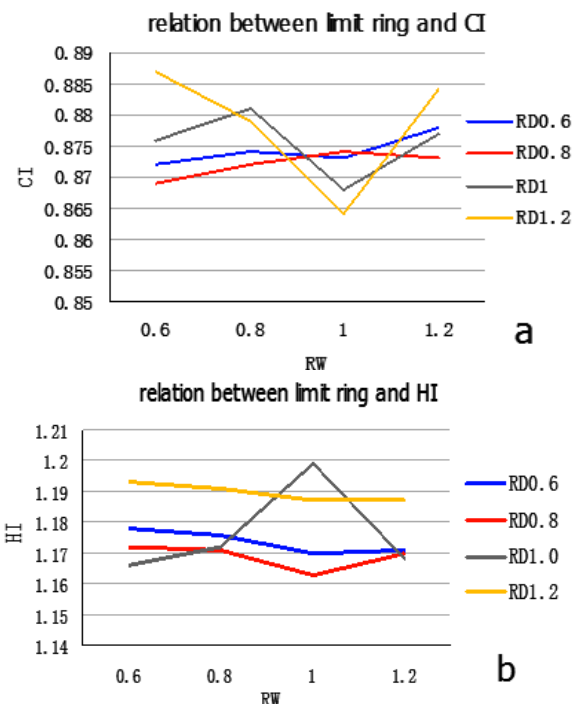 relation between limit ring and CI
0.89
0.885
0.88
0.875
0.87
0.865
0.86
0.855
0.85
CI
0.6 0.8 1 1.2
RW
RD0.6
RD0.8
RD1
RD1.2
a
relation between limit ring and HI
1.21
1.2
1.19
1.18
1.17
1.16
1.15
1.14
HI
0.6 0.8 1 1.2
RW
RD0.6
RD0.8
RD1.0
RD1.2
b